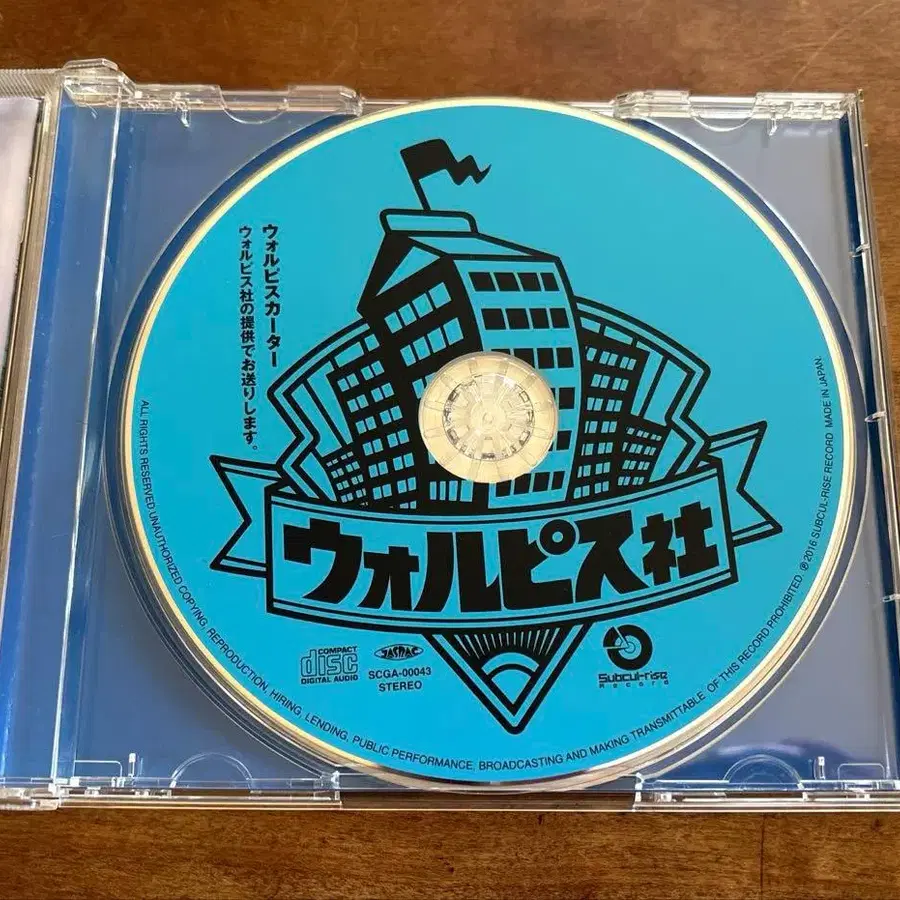 ウォルピスカーター
ウォルピス社の提供でお送りします。
ウォルピス社
COMPACT
disc
DIGITAL AUDIO
JASRAC
SCGA-00043
STEREO
Subcul-rise
Record
ALL RIGHTS RESERVED UNAUTHORIZED COPYING, REPRODUCTION, HIRING, LENDING, PUBLIC PERFORMANCE, BROADCASTING AND MAKING TRANSMITTABLE OF THIS RECORD PROHIBITED. ℗2016 SUBCUL-RISE RECORD MADE IN JAPAN.